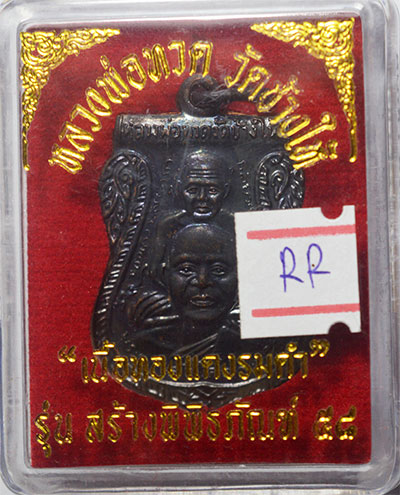 หลวงพ่อทวด วัดช้างให้
RR
“เนื้อทองแดงรมดำ”
รุ่น สร้างพิพิธภัณฑ์ ๕๘